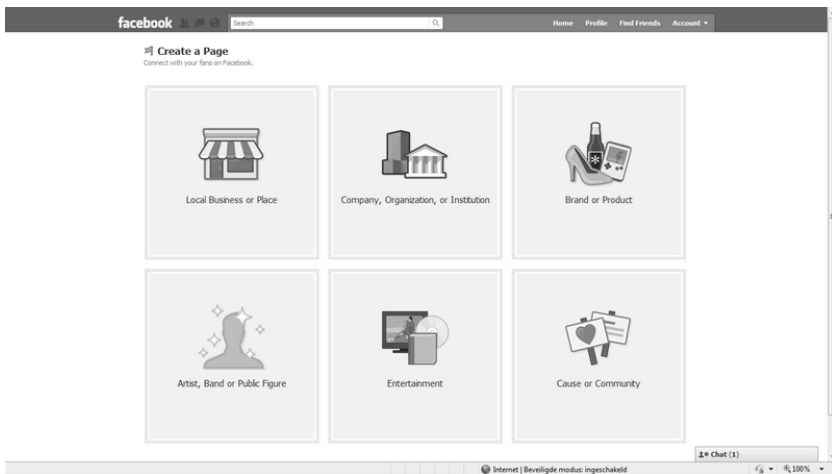 facebook Search Home Profile Find Friends Account
Create a Page
Connect with your fans on Facebook.
Local Business or Place Company, Organization, or Institution Brand or Product
Artist, Band or Public Figure Entertainment Cause or Community
Chat (1)
Internet | Beveiligde modus: ingeschakeld 100%